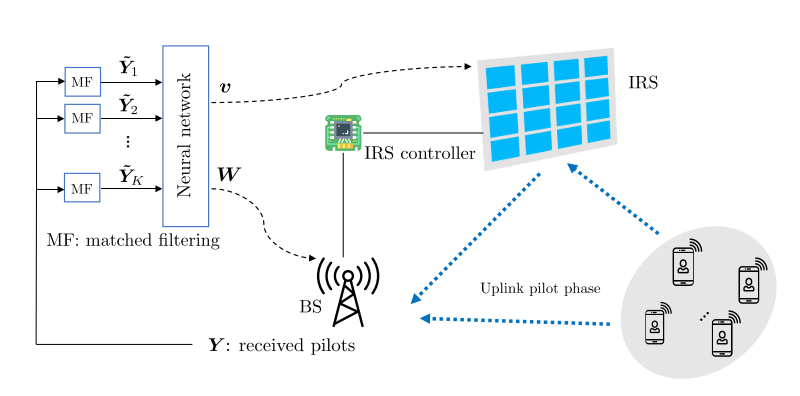 MF
Ỹ₁
MF
Ỹ₂
⋮
MF
Ỹ_K
Neural network
v
W
MF: matched filtering
IRS
IRS controller
BS
Uplink pilot phase
Y: received pilots